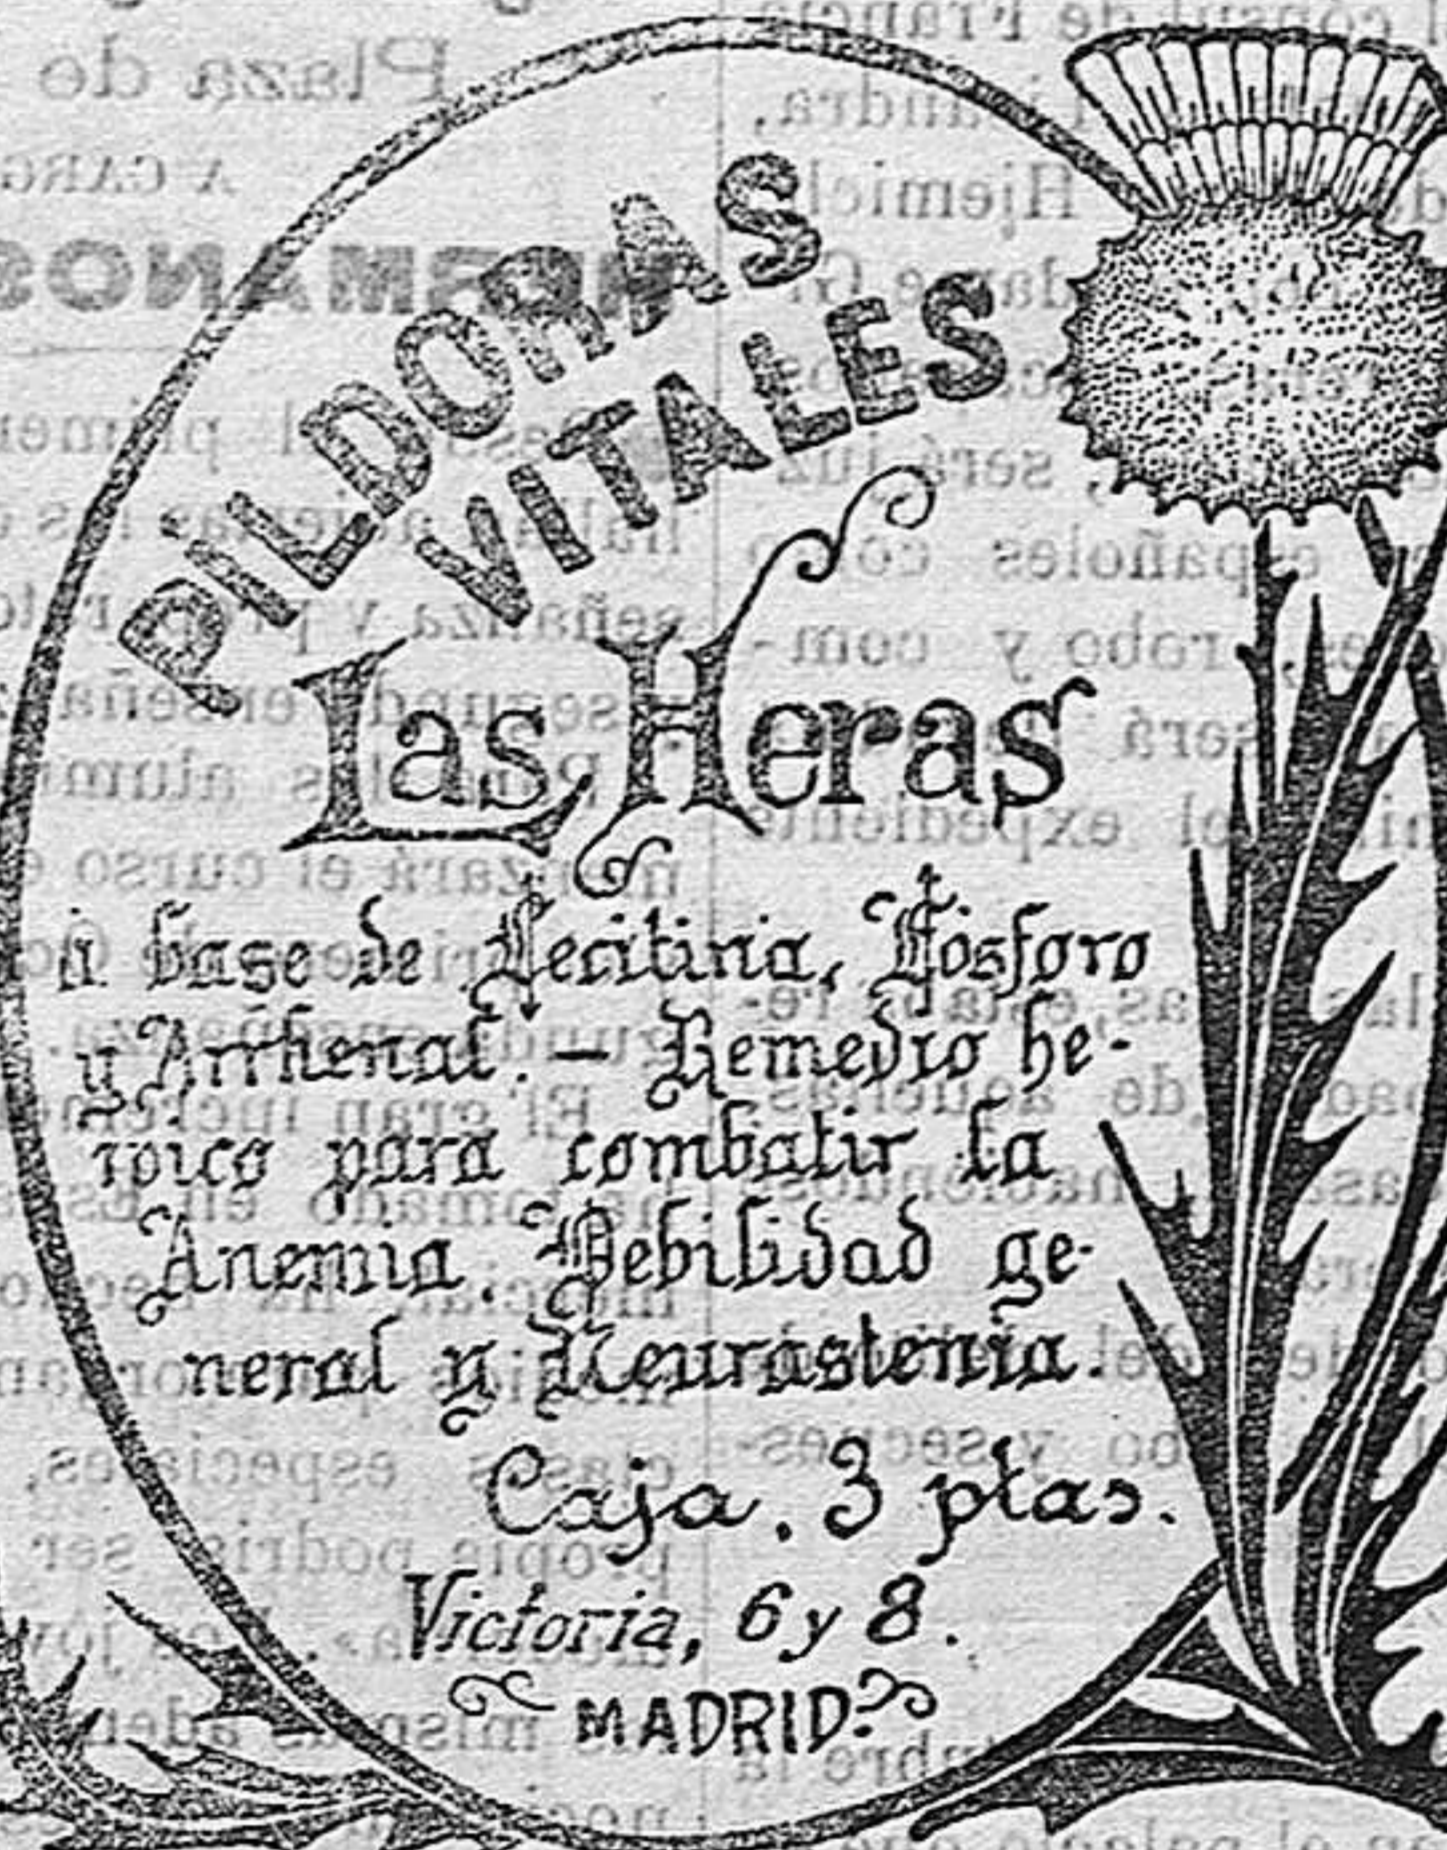 PILDORAS
VITALES
Las Heras
á base de Lecitina, Fósforo
y Arrhenal. — Remedio he-
roico para combatir la
Anemia, Debilidad ge-
neral y Neurastenia.
Caja, 3 ptas.
Victoria, 6 y 8.
MADRID.